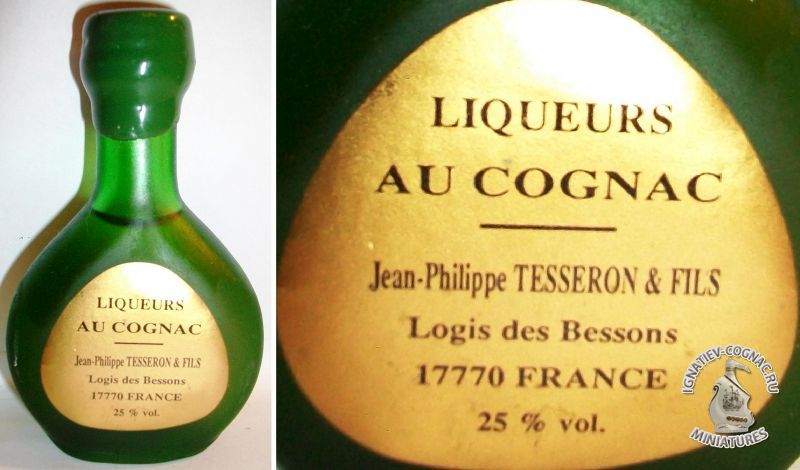 LIQUEURS
AU COGNAC
Jean-Philippe TESSERON & FILS
Logis des Bessons
17770 FRANCE
25 % vol.
LIQUEURS
AU COGNAC
Jean-Philippe TESSERON & FILS
Logis des Bessons
17770 FRANCE
25 % vol.
IGNATIEV-COGNAC.RU
MINIATURES